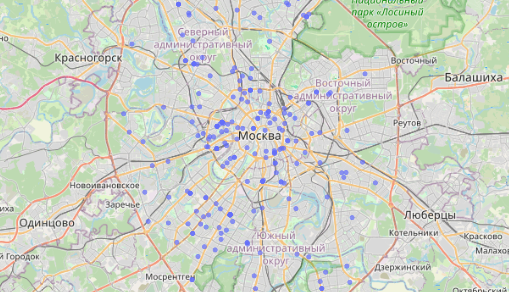 Национальный
парк «Лосиный
остров»
Северный
административный
округ
Красногорск
Восточный
Балашиха
Восточный
административный
округ
Реутов
Москва
Новоивановское
Заречье
Одинцово
Люберцы
Котельники
Красково
Малахов
Южный
административный
округ
й Городок
Мосрентген
Дзержинский
Октябрьский